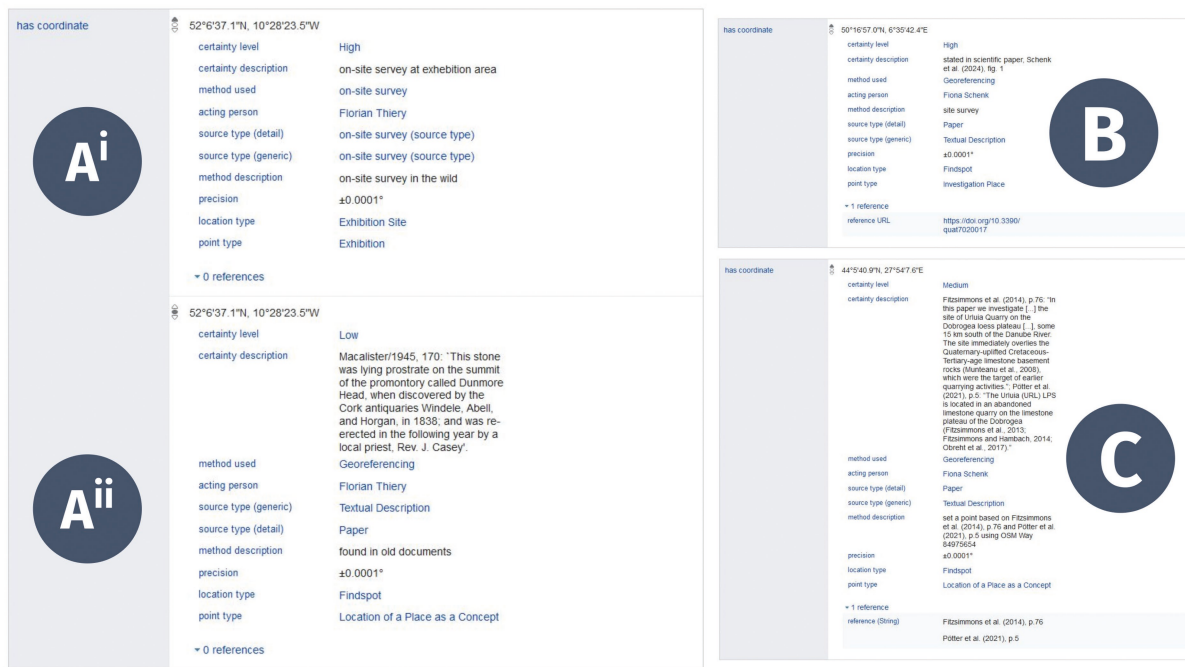 has coordinate
52°6'37.1"N, 10°28'23.5"W
certainty level High
certainty description on-site servey at exhebition area
method used on-site survey
acting person Florian Thiery
source type (detail) on-site survey (source type)
source type (generic) on-site survey (source type)
method description on-site survey in the wild
precision ±0.0001°
location type Exhibition Site
point type Exhibition
0 references
Ai
52°6'37.1"N, 10°28'23.5"W
certainty level Low
certainty description Macalister/1945, 170: `This stone
was lying prostrate on the summit
of the promontory called Dunmore
Head, when discovered by the
Cork antiquaries Windele, Abell,
and Horgan, in 1838; and was re-
erected in the following year by a
local priest, Rev. J. Casey'.
method used Georeferencing
acting person Florian Thiery
source type (generic) Textual Description
source type (detail) Paper
method description found in old documents
precision ±0.0001°
location type Findspot
point type Location of a Place as a Concept
0 references
Aii
has coordinate
50°16'57.0"N, 6°35'42.4"E
certainty level High
certainty description stated in scientific paper, Schenk
et al. (2024), fig. 1
method used Georeferencing
acting person Fiona Schenk
method description site survey
source type (detail) Paper
source type (generic) Textual Description
precision ±0.0001°
location type Findspot
point type Investigation Place
1 reference
reference URL https://doi.org/10.3390/
quat7020017
B
has coordinate
44°5'40.9"N, 27°54'7.6"E
certainty level Medium
certainty description Fitzsimmons et al. (2014), p.76: "In
this paper we investigate [...] the
site of Urluia Quarry on the
Dobrogea loess plateau [...], some
15 km south of the Danube River.
The site immediately overlies the
Quaternary-uplifted Cretaceous-
Tertiary-age limestone basement
rocks (Munteanu et al., 2008),
which were the target of earlier
quarrying activities."; Pötter et al.
(2021), p.5: "The Urluia (URL) LPS
is located in an abandoned
limestone quarry on the limestone
plateau of the Dobrogea
(Fitzsimmons et al., 2013;
Fitzsimmons and Hambach, 2014;
Obreht et al., 2017)."
method used Georeferencing
acting person Fiona Schenk
source type (detail) Paper
source type (generic) Textual Description
method description set a point based on Fitzsimmons
et al. (2014), p.76 and Pötter et al.
(2021), p.5 using OSM Way
84975654
precision ±0.0001°
location type Findspot
point type Location of a Place as a Concept
1 reference
reference (String) Fitzsimmons et al. (2014), p.76
Pötter et al. (2021), p.5
C